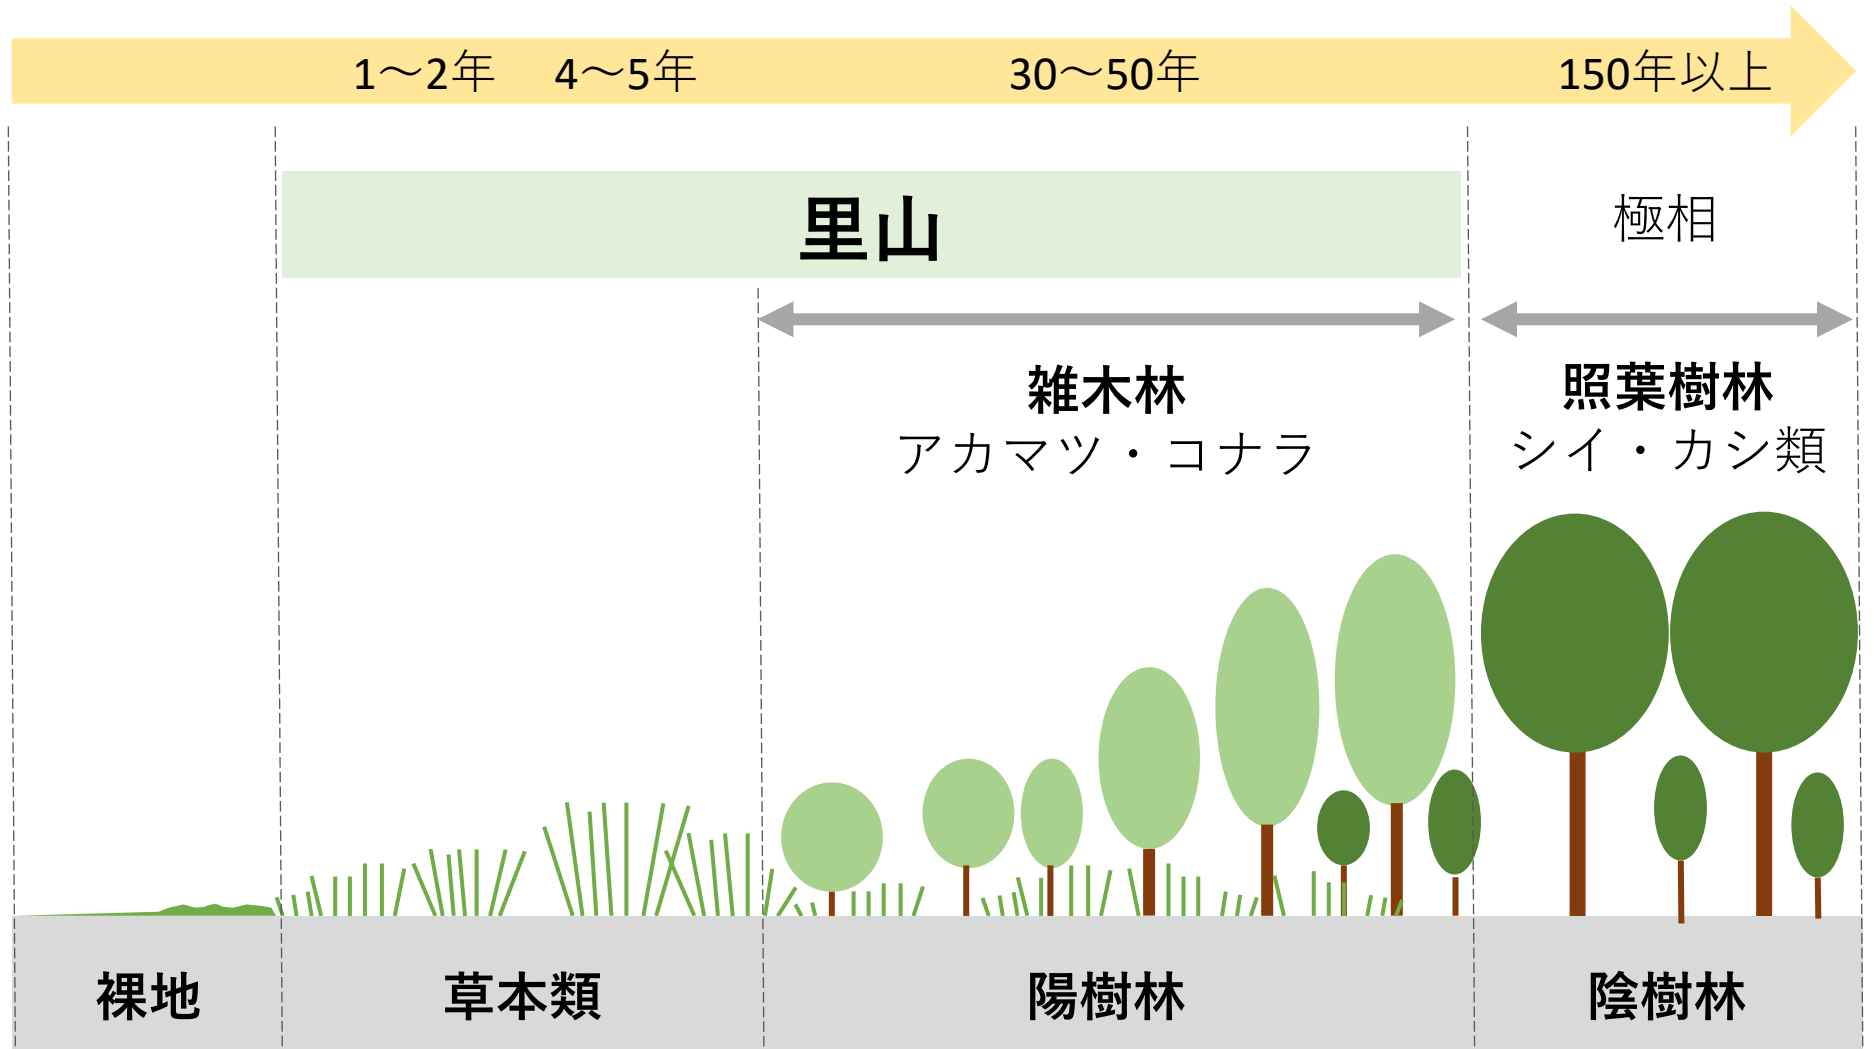 1～2年 4～5年 30～50年 150年以上
里山
極相
雑木林
アカマツ・コナラ
照葉樹林
シイ・カシ類
裸地 草本類 陽樹林 陰樹林